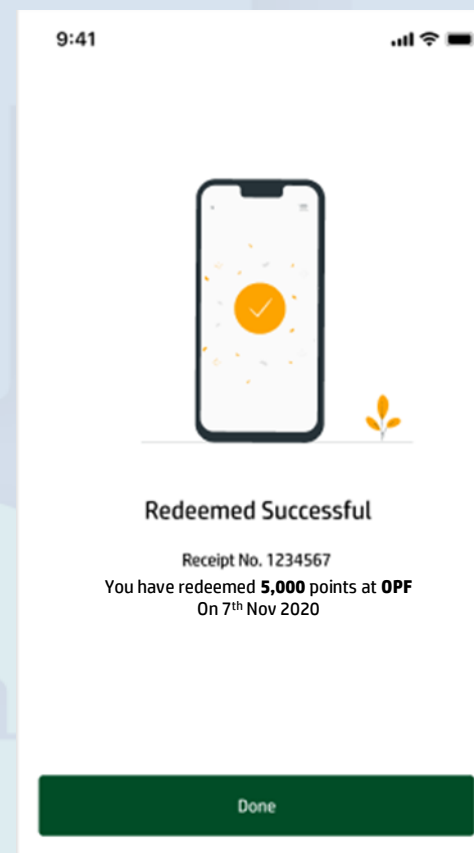 9:41
Redeemed Successful
Receipt No. 1234567
You have redeemed 5,000 points at OPF
On 7th Nov 2020
Done